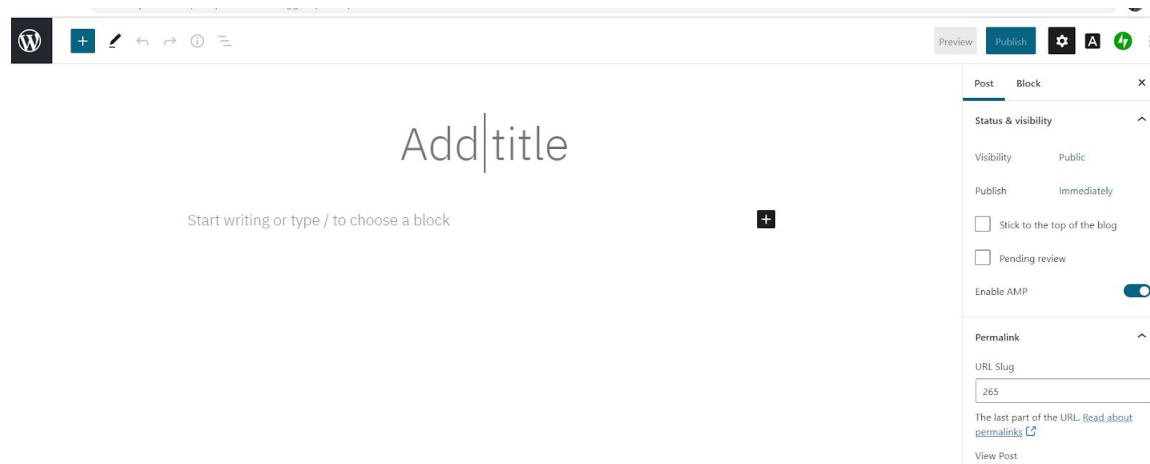 Preview Publish
Post Block
Add title
Status & visibility
Visibility Public
Publish Immediately
Start writing or type / to choose a block
Stick to the top of the blog
Pending review
Enable AMP
Permalink
URL Slug
265
The last part of the URL. Read about
permalinks
View Post